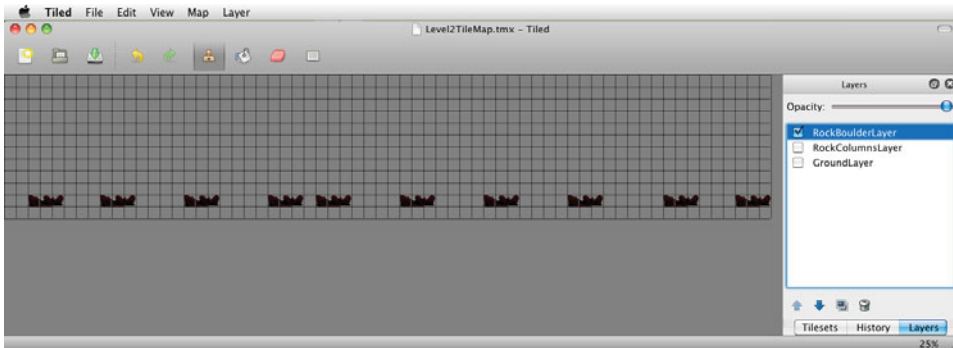 Tiled File Edit View Map Layer
Level2TileMap.tmx – Tiled
Layers
Opacity:
RockBoulderLayer
RockColumnsLayer
GroundLayer
Tilesets History Layers
25%